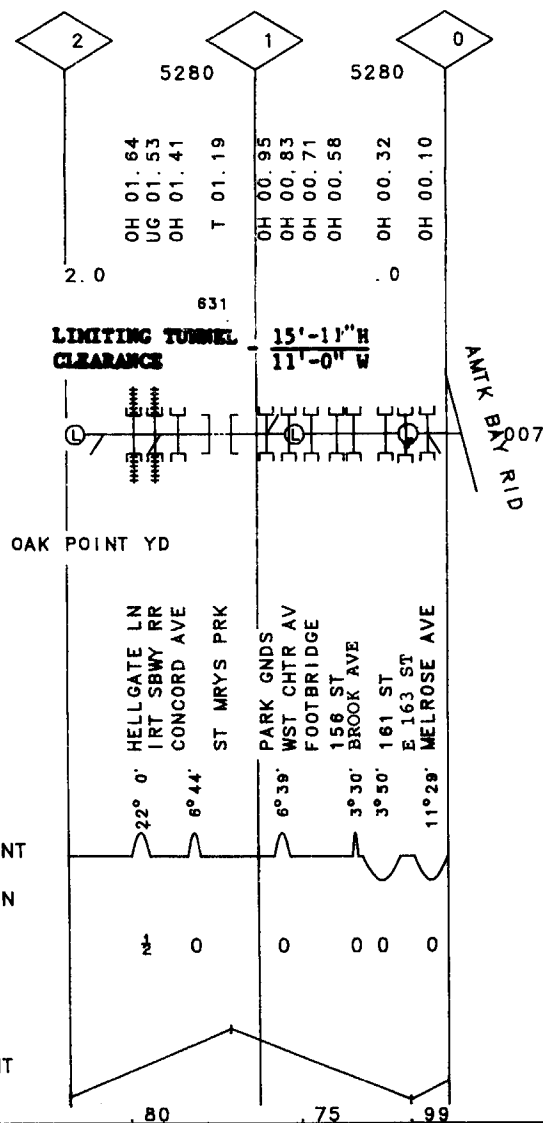 2 1 0
5280 5280
OH 01.64
UG 01.53
OH 01.41
T 01.19
OH 00.95
OH 00.83
OH 00.71
OH 00.58
OH 00.32
OH 00.10
2.0 .0
631
LIMITING TUNNEL - 15'-11"H
CLEARANCE 11'-0" W
AMTK BAY RID
L L 007
OAK POINT YD
HELLGATE LN
IRT SBWY RR
CONCORD AVE
ST MRYS PRK
PARK GNDS
WST CHTR AV
FOOTBRIDGE
156 ST
BROOK AVE
161 ST
E 163 ST
MELROSE AVE
22° 0'
6°44'
6°39'
3°30'
3°50'
11°29'
NT
N
½ 0 0 0 0 0
NT
.80 .75 .99